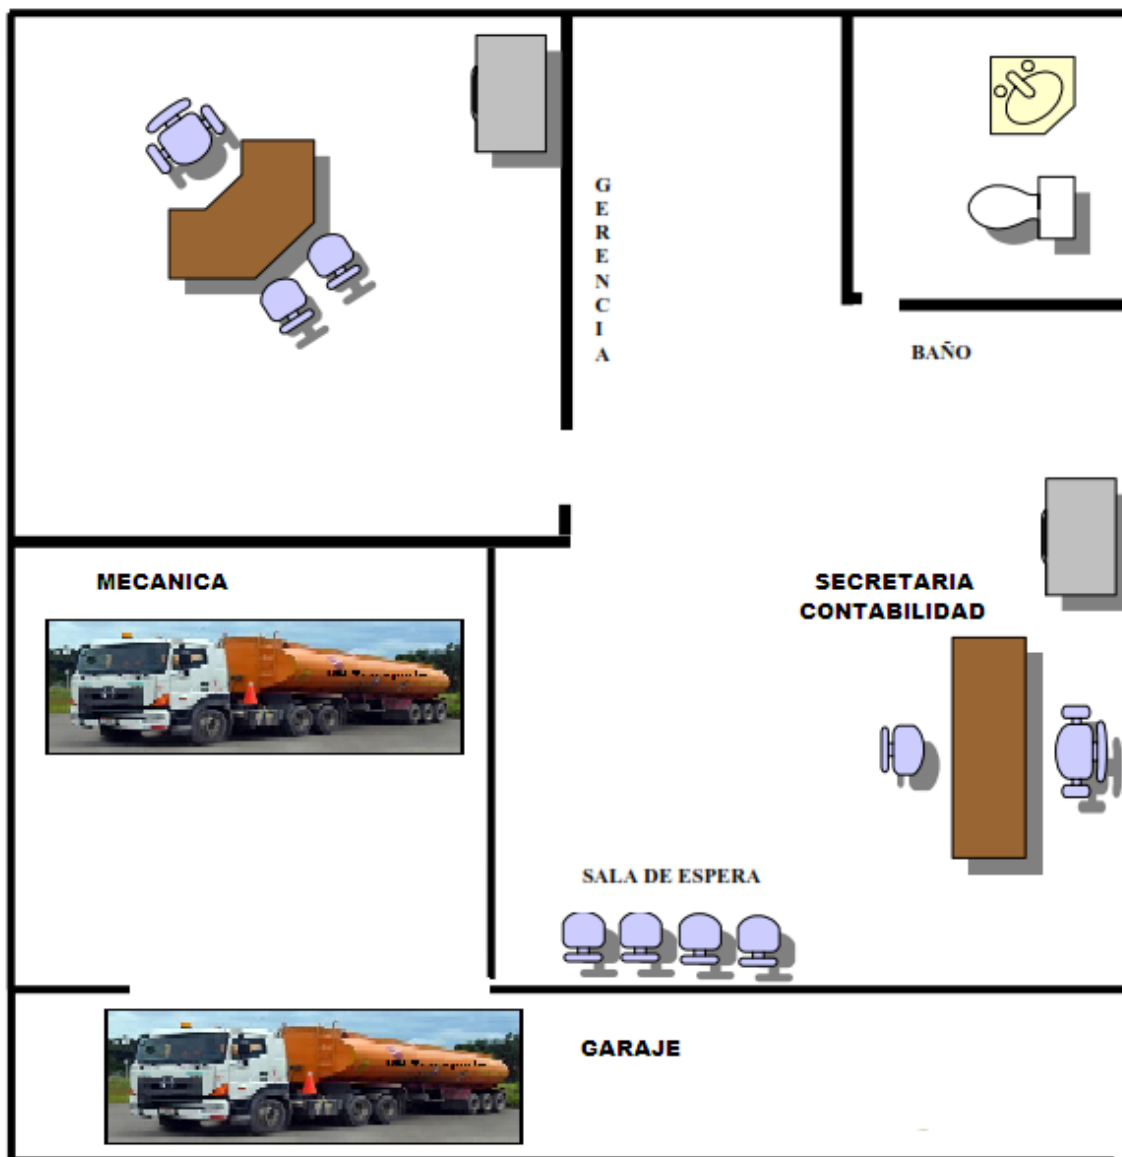 GERENCIA
BAÑO
MECANICA
SECRETARIA
CONTABILIDAD
SALA DE ESPERA
GARAJE